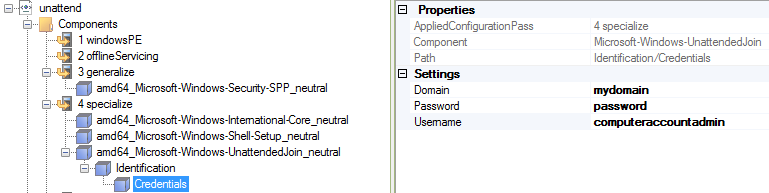 unattend
Components
1 windowsPE
2 offlineServicing
3 generalize
amd64_Microsoft-Windows-Security-SPP_neutral
4 specialize
amd64_Microsoft-Windows-International-Core_neutral
amd64_Microsoft-Windows-Shell-Setup_neutral
amd64_Microsoft-Windows-UnattendedJoin_neutral
Identification
Credentials
Properties
AppliedConfigurationPass 4 specialize
Component Microsoft-Windows-UnattendedJoin
Path Identification/Credentials
Settings
Domain mydomain
Password password
Username computeraccountadmin